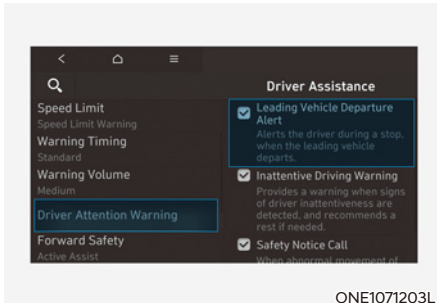 Driver Assistance
Speed Limit
Speed Limit Warning
Warning Timing
Standard
Warning Volume
Medium
Driver Attention Warning
Forward Safety
Active Assist
Leading Vehicle Departure
Alert
Alerts the driver during a stop,
when the leading vehicle
departs.
Inattentive Driving Warning
Provides a warning when signs
of driver inattentiveness are
detected, and recommends a
rest if needed.
Safety Notice Call
When abnormal movement of
ONE1071203L